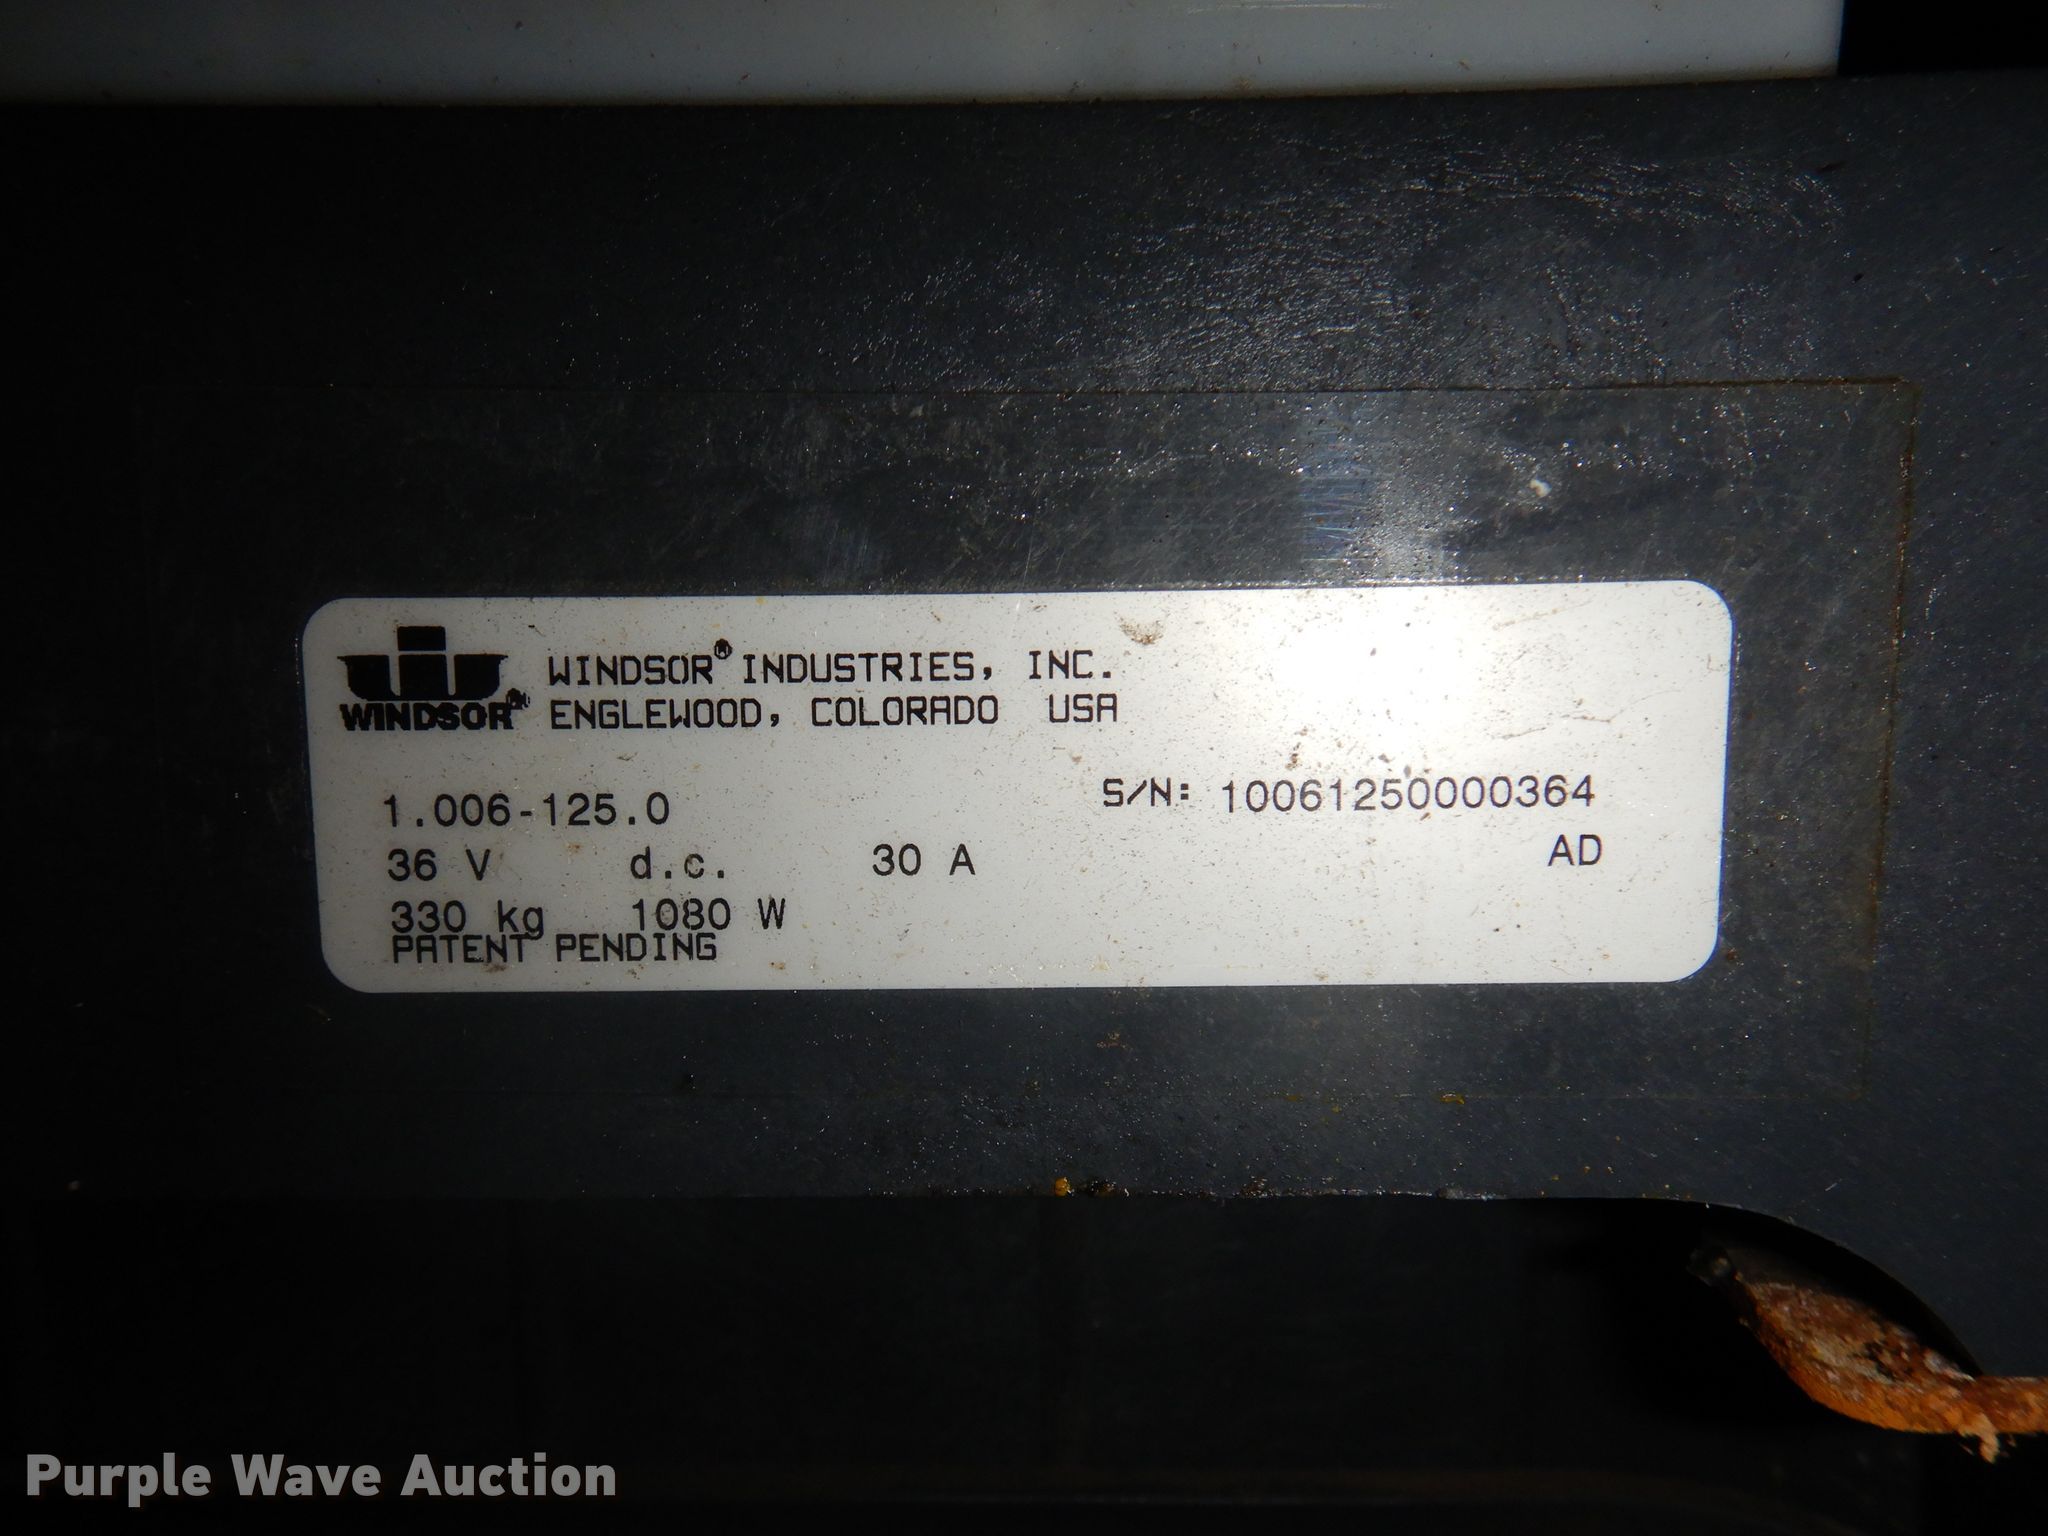 WINDSOR® WINDSOR® INDUSTRIES, INC.
ENGLEWOOD, COLORADO USA
1.006-125.0 S/N: 10061250000364
36 V d.c. 30 A AD
330 kg 1080 W
PATENT PENDING
Purple Wave Auction